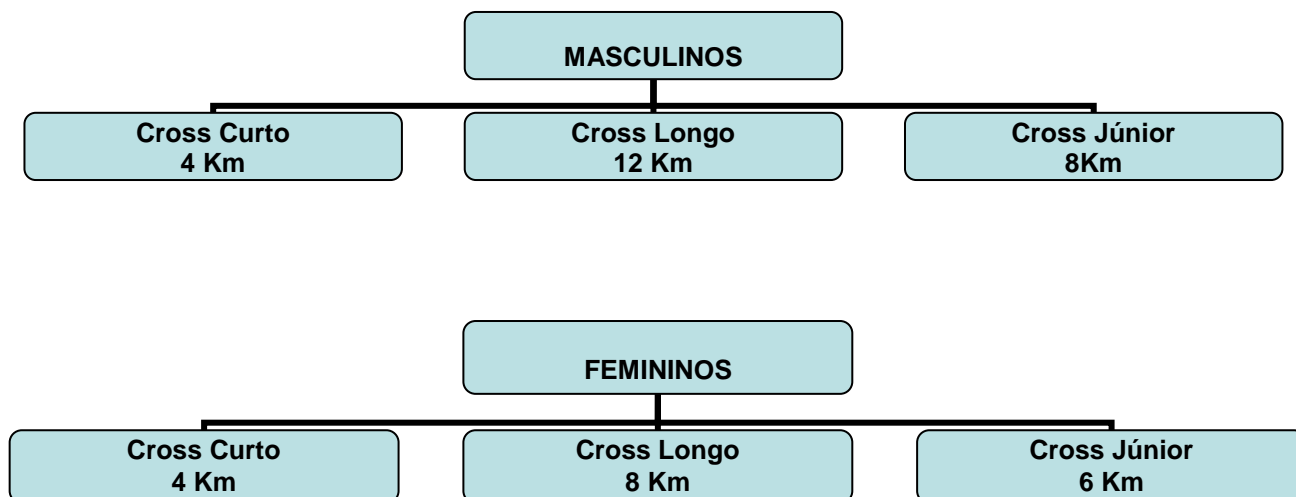 MASCULINOS
Cross Curto
4 Km
Cross Longo
12 Km
Cross Júnior
8Km
FEMININOS
Cross Curto
4 Km
Cross Longo
8 Km
Cross Júnior
6 Km